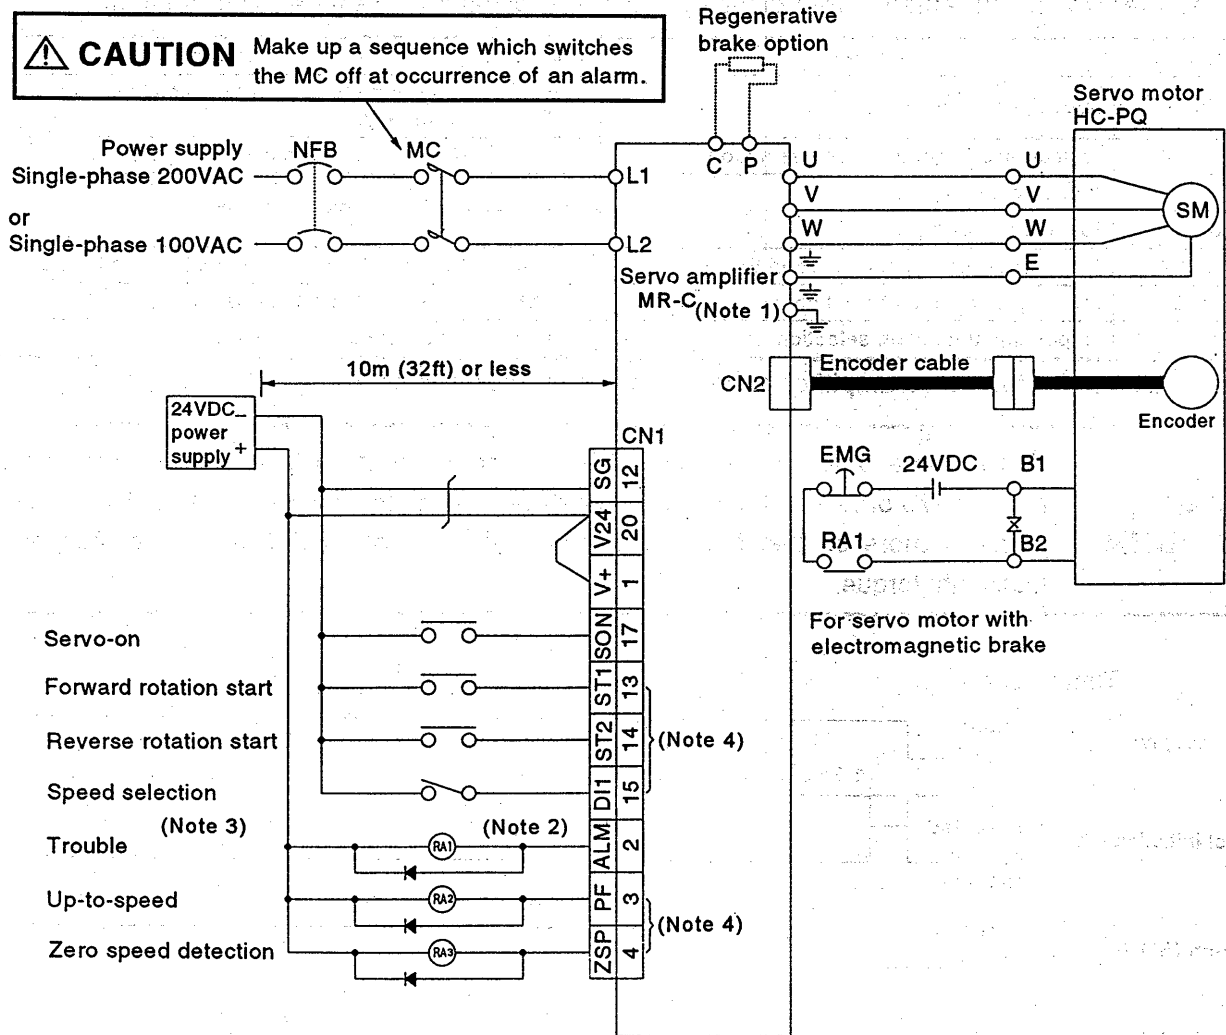 Regenerative
brake option
CAUTION
Make up a sequence which switches
the MC off at occurrence of an alarm.
Servo motor
HC-PQ
Power supply
Single-phase 200VAC
or
Single-phase 100VAC
NFB
MC
L1
L2
C P
U
V
W
U
V
W
E
SM
Servo amplifier
MR-C
(Note 1)
10m (32ft) or less
CN2
Encoder cable
Encoder
24VDC
power
supply
−
+
CN1
SG 12
V24 20
V+ 1
SON 17
ST1 13
ST2 14
DI1 15
ALM 2
PF 3
ZSP 4
EMG
24VDC
B1
RA1
B2
For servo motor with
electromagnetic brake
Servo-on
Forward rotation start
Reverse rotation start
(Note 4)
Speed selection
(Note 3)
(Note 2)
Trouble
RA1
Up-to-speed
RA2
(Note 4)
Zero speed detection
RA3